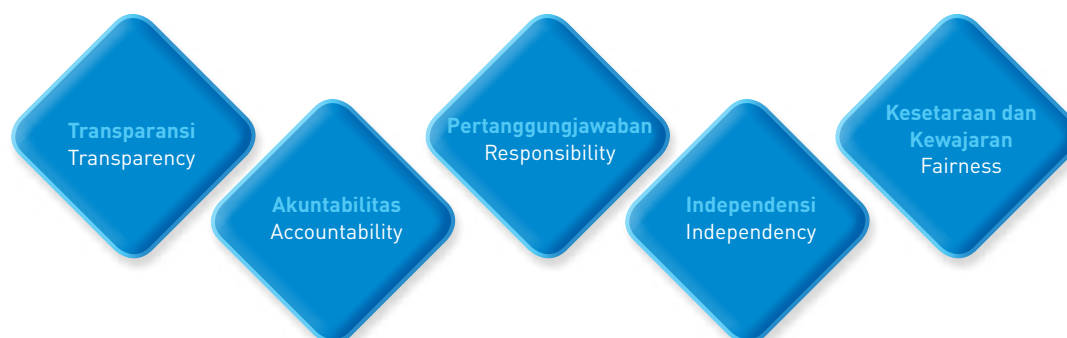 Transparansi
Transparency
Akuntabilitas
Accountability
Pertanggungjawaban
Responsibility
Independensi
Independency
Kesetaraan dan
Kewajaran
Fairness